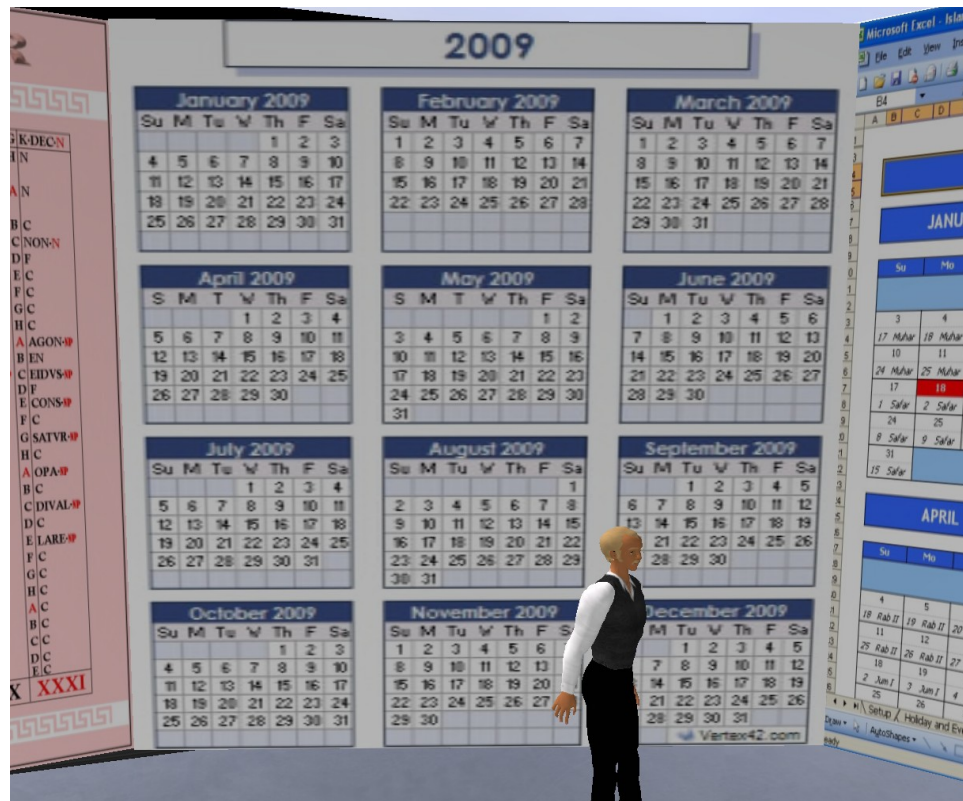 K·DEC·N
N
A N
B C
C NON·N
D F
E C
F C
G C
H C
A AGON·NP
B EN
C EIDVS·NP
D F
E CONS·NP
F C
G SATVR·NP
H C
A OPA·NP
B C
C DIVAL·NP
D C
E LARE·NP
F C
G C
H C
A C
B C
C C
D C
E C
X XXXI
2009
January 2009
Su M Tu W Th F Sa
1 2 3
4 5 6 7 8 9 10
11 12 13 14 15 16 17
18 19 20 21 22 23 24
25 26 27 28 29 30 31
February 2009
Su M Tu W Th F Sa
1 2 3 4 5 6 7
8 9 10 11 12 13 14
15 16 17 18 19 20 21
22 23 24 25 26 27 28
March 2009
Su M Tu W Th F Sa
1 2 3 4 5 6 7
8 9 10 11 12 13 14
15 16 17 18 19 20 21
22 23 24 25 26 27 28
29 30 31
April 2009
S M T W Th F Sa
1 2 3 4
5 6 7 8 9 10 11
12 13 14 15 16 17 18
19 20 21 22 23 24 25
26 27 28 29 30
May 2009
S M T W Th F Sa
1 2
3 4 5 6 7 8 9
10 11 12 13 14 15 16
17 18 19 20 21 22 23
24 25 26 27 28 29 30
31
June 2009
Su M Tu W Th F Sa
1 2 3 4 5 6
7 8 9 10 11 12 13
14 15 16 17 18 19 20
21 22 23 24 25 26 27
28 29 30
July 2009
Su M Tu W Th F Sa
1 2 3 4
5 6 7 8 9 10 11
12 13 14 15 16 17 18
19 20 21 22 23 24 25
26 27 28 29 30 31
August 2009
Su M Tu W Th F Sa
1
2 3 4 5 6 7 8
9 10 11 12 13 14 15
16 17 18 19 20 21 22
23 24 25 26 27 28 29
30 31
September 2009
Su M Tu W Th F Sa
1 2 3 4 5
6 7 8 9 10 11 12
13 14 15 16 17 18 19
21 22 23 24 25 26
28 29 30
October 2009
Su M Tu W Th F Sa
1 2 3
4 5 6 7 8 9 10
11 12 13 14 15 16 17
18 19 20 21 22 23 24
25 26 27 28 29 30 31
November 2009
Su M Tu W Th F Sa
1 2 3 4 5 6
8 9 10 11 12 13
15 16 17 18 19 20
22 23 24 25 26 27
29 30
December 2009
M Tu W Th F Sa
1 2 3 4 5
7 8 9 10 11 12
14 15 16 17 18 19
21 22 23 24 25 26
28 29 30 31
Vertex42.com
Microsoft Excel - Isla
File Edit View Ins
B4
A B C D
JANU
Su Mo
3 4
17 Muhar 18 Muhar
10 11
24 Muhar 25 Muhar
17 18
1 Safar 2 Safar
24 25
8 Safar 9 Safar
31
15 Safar
APRIL
Su Mo
4 5
18 Rab II 19 Rab II 20
11 12
25 Rab II 26 Rab II 27
18 19
2 Jum I 3 Jum I 4
25 26
Setup Holiday and Eve
Draw AutoShapes